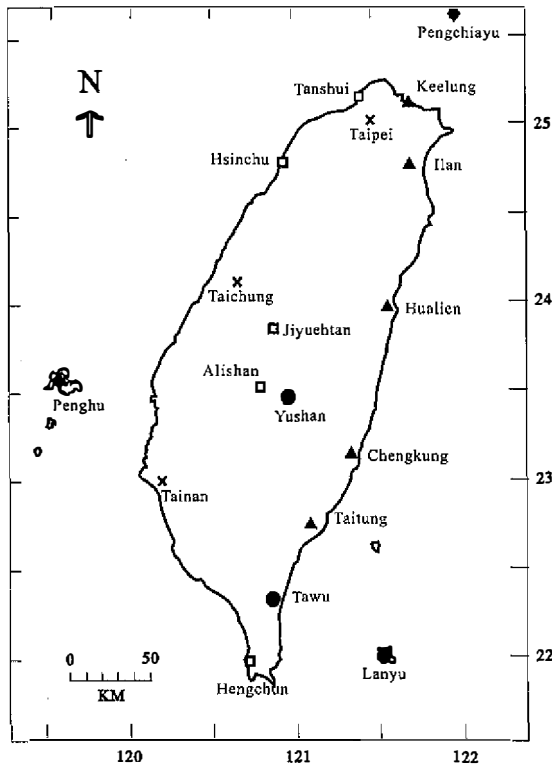 Pengchiayu
N
Tanshui
Keelung
Taipei
25
Hsinchu
Ilan
Taichung
24
Hualien
Jiyuehtan
Alishan
Penghu
Yushan
Chengkung
23
Tainan
Taitung
Tawu
0 50
22
KM
Hengchun
Lanyu
120 121 122